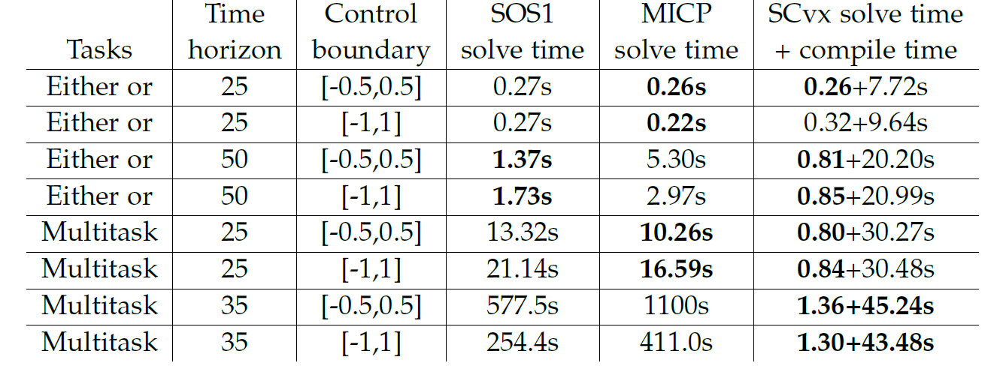 Time Control SOS1 MICP SCvx solve time
Tasks horizon boundary solve time solve time + compile time
Either or 25 [-0.5,0.5] 0.27s 0.26s 0.26+7.72s
Either or 25 [-1,1] 0.27s 0.22s 0.32+9.64s
Either or 50 [-0.5,0.5] 1.37s 5.30s 0.81+20.20s
Either or 50 [-1,1] 1.73s 2.97s 0.85+20.99s
Multitask 25 [-0.5,0.5] 13.32s 10.26s 0.80+30.27s
Multitask 25 [-1,1] 21.14s 16.59s 0.84+30.48s
Multitask 35 [-0.5,0.5] 577.5s 1100s 1.36+45.24s
Multitask 35 [-1,1] 254.4s 411.0s 1.30+43.48s